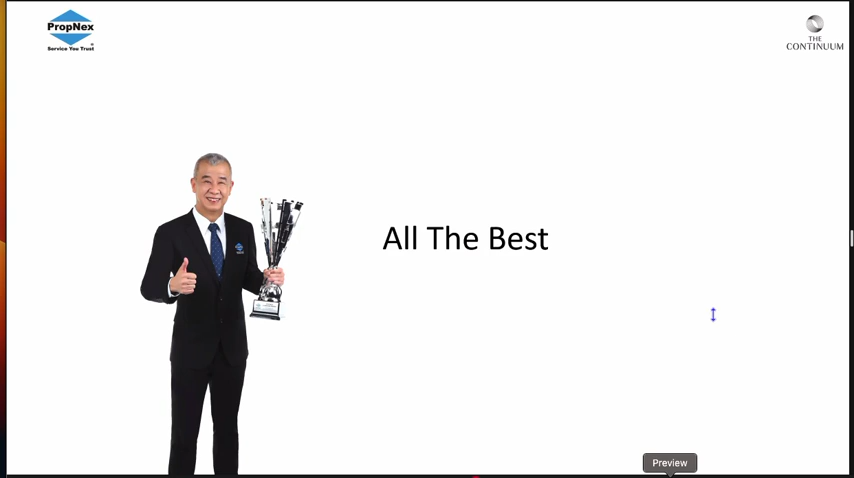 PropNex
Service You Trust
THE
CONTINUUM
All The Best
Preview